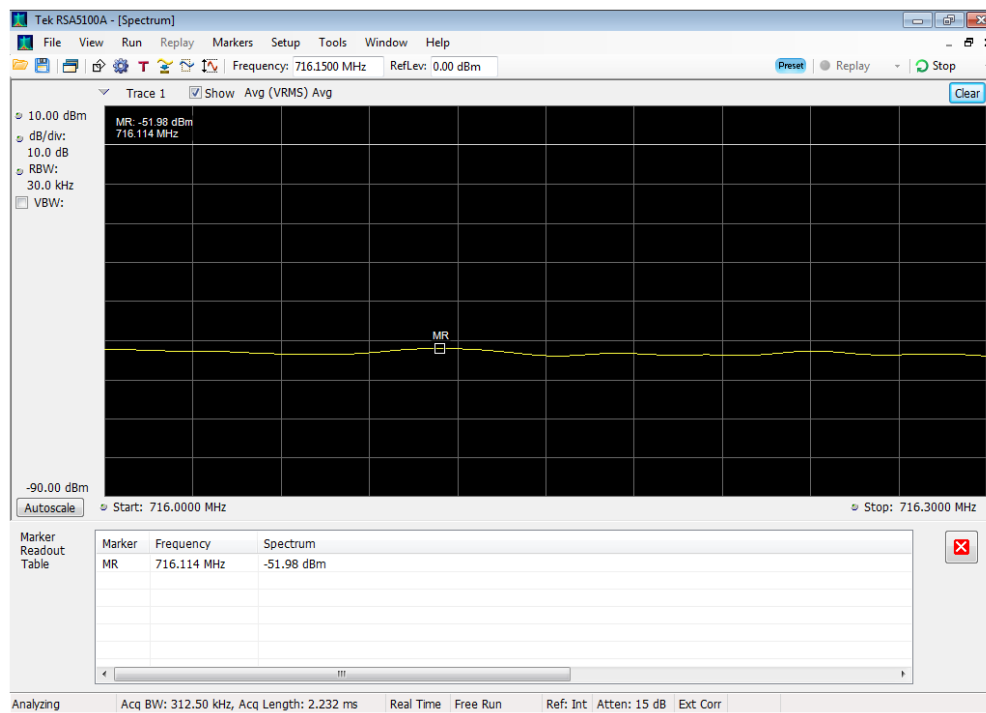 Tek RSA5100A - [Spectrum]
File View Run Replay Markers Setup Tools Window Help
T Frequency: 716.1500 MHz RefLev: 0.00 dBm Preset Replay Stop
Trace 1 Show Avg (VRMS) Avg Clear
10.00 dBm
dB/div:
10.0 dB
RBW:
30.0 kHz
VBW:
MR: -51.98 dBm
716.114 MHz
MR
-90.00 dBm
Autoscale Start: 716.0000 MHz Stop: 716.3000 MHz
Marker
Readout
Table
Marker Frequency Spectrum
MR 716.114 MHz -51.98 dBm
Analyzing Acq BW: 312.50 kHz, Acq Length: 2.232 ms Real Time Free Run Ref: Int Atten: 15 dB Ext Corr